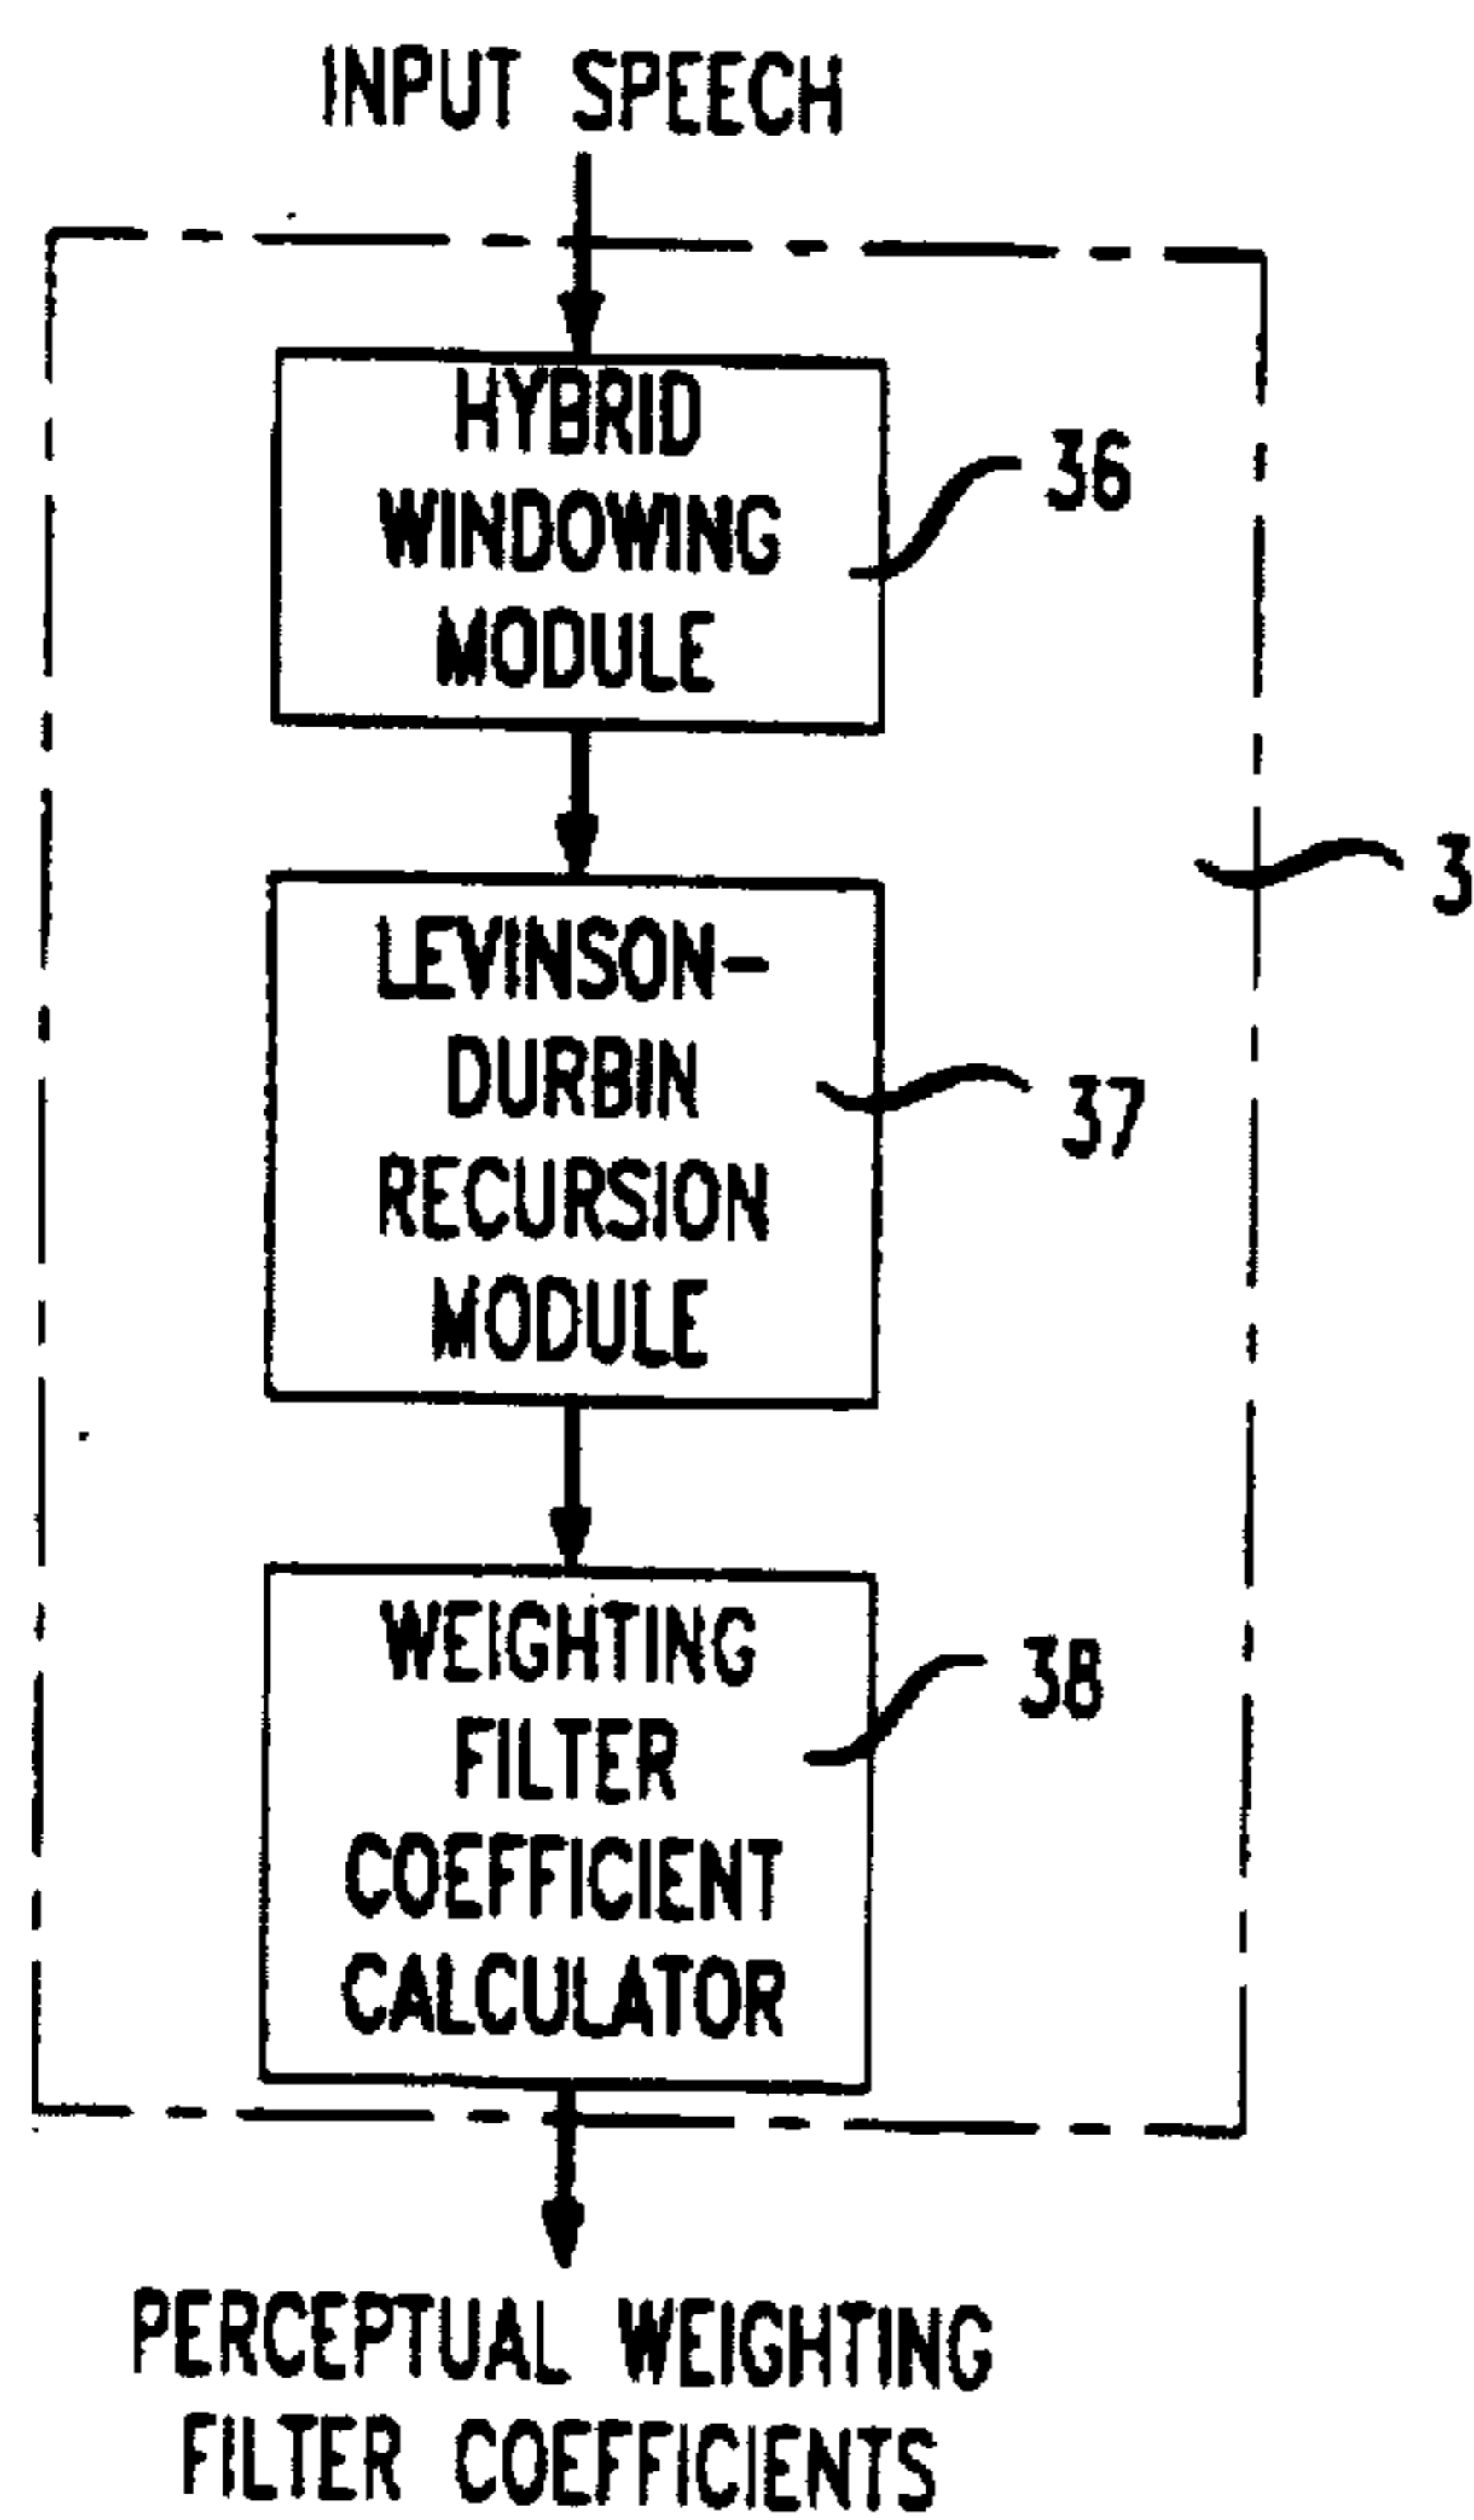 INPUT SPEECH
HYBRID
WINDOWING
MODULE
36
3
LEVINSON-
DURBIN
RECURSION
MODULE
37
WEIGHTING
FILTER
COEFFICIENT
CALCULATOR
38
PERCEPTUAL WEIGHTING
FILTER COEFFICIENTS